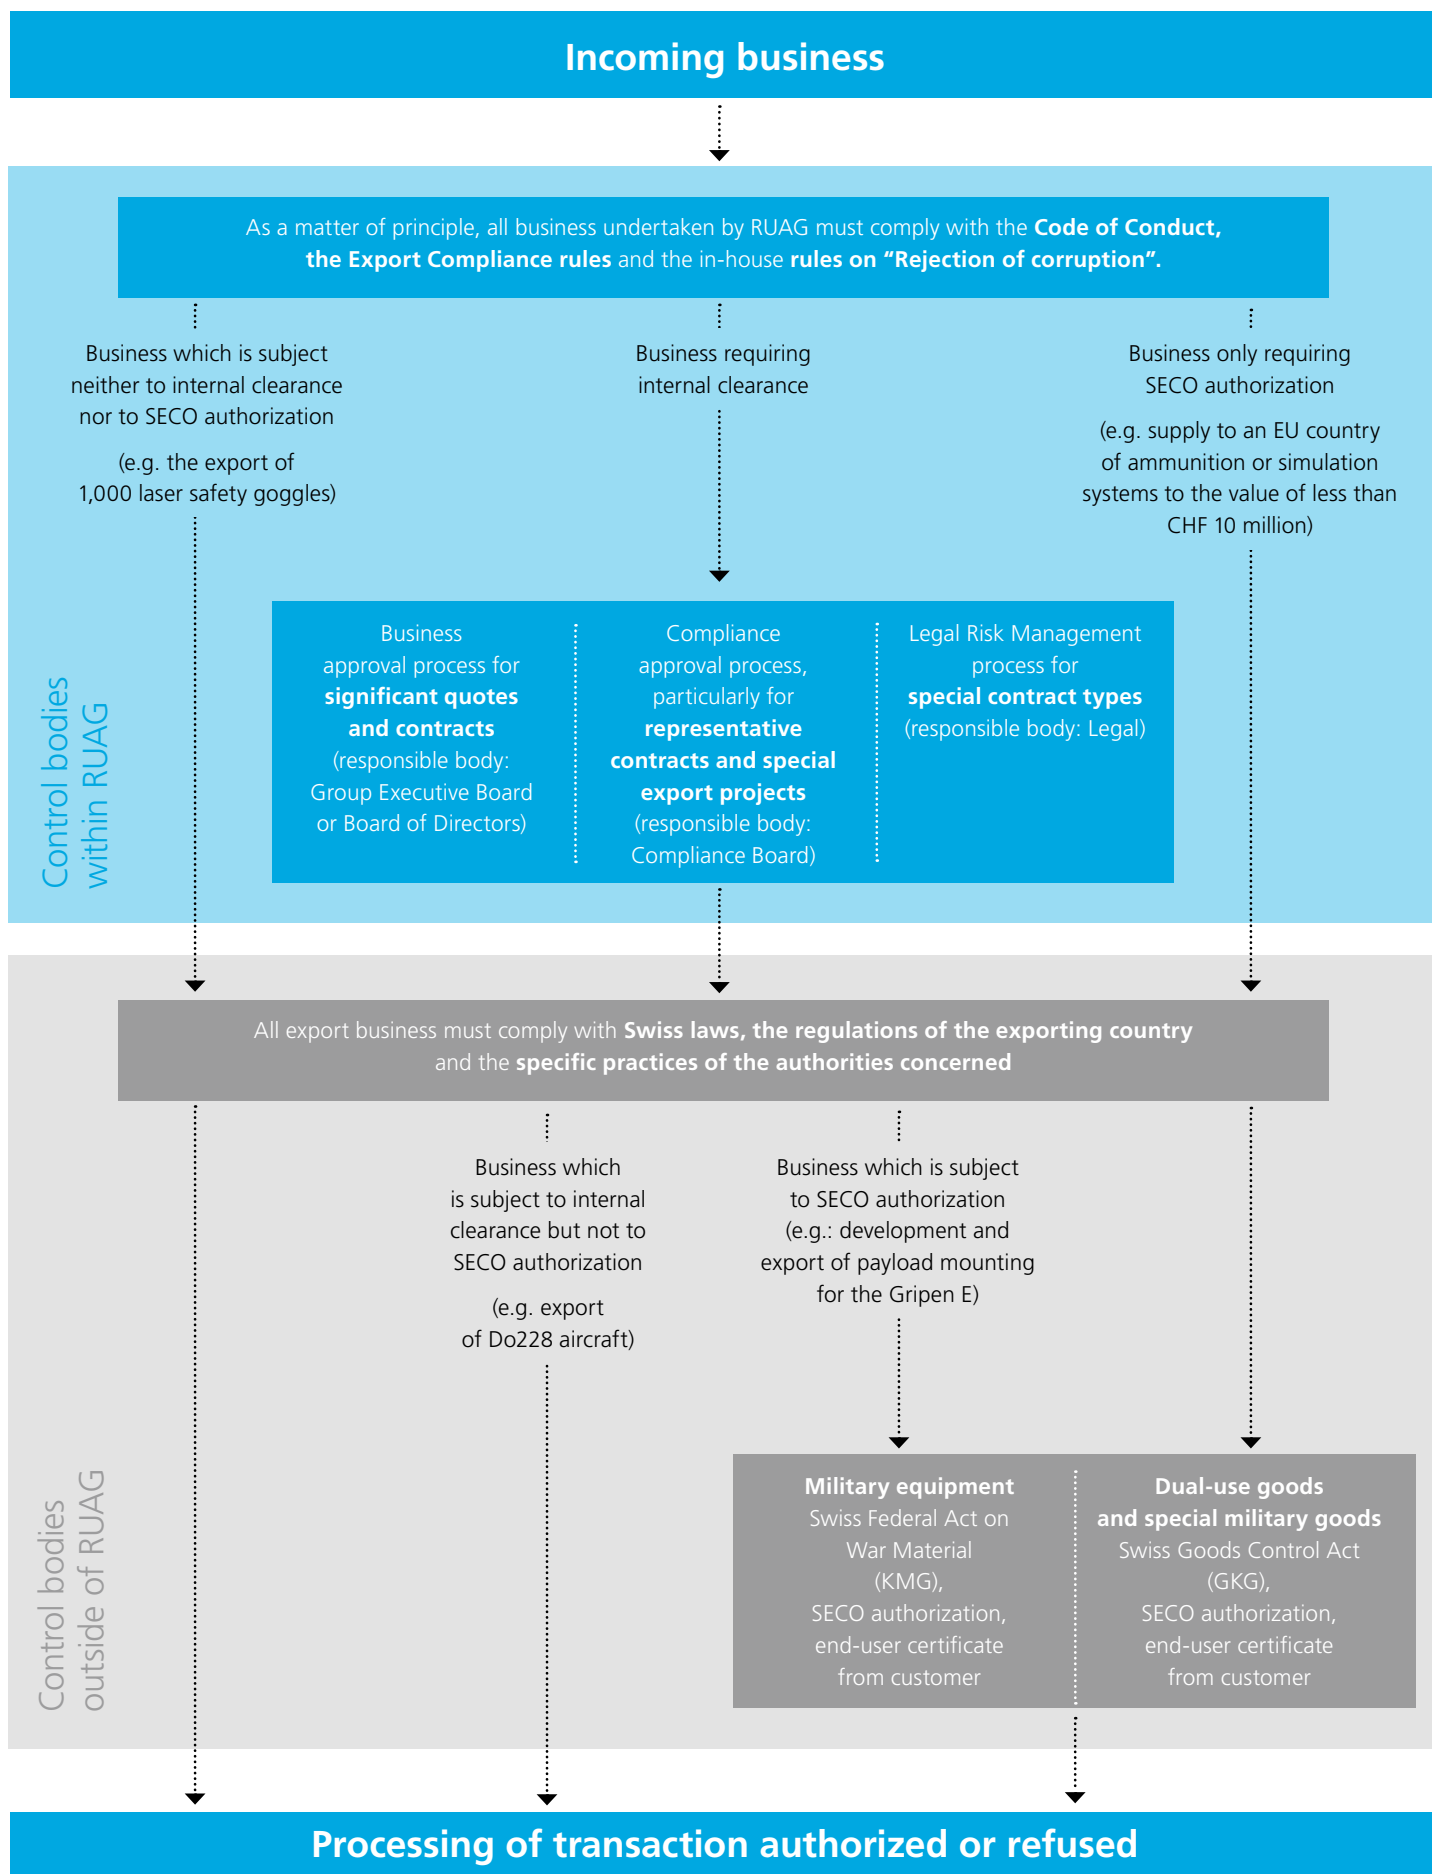 Incoming business
As a matter of principle, all business undertaken by RUAG must comply with the Code of Conduct,
the Export Compliance rules and the in-house rules on “Rejection of corruption”.
Business which is subject
neither to internal clearance
nor to SECO authorization
(e.g. the export of
1,000 laser safety goggles)
Business requiring
internal clearance
Business only requiring
SECO authorization
(e.g. supply to an EU country
of ammunition or simulation
systems to the value of less than
CHF 10 million)
Control bodies
within RUAG
Business
approval process for
significant quotes
and contracts
(responsible body:
Group Executive Board
or Board of Directors)
Compliance
approval process,
particularly for
representative
contracts and special
export projects
(responsible body:
Compliance Board)
Legal Risk Management
process for
special contract types
(responsible body: Legal)
All export business must comply with Swiss laws, the regulations of the exporting country
and the specific practices of the authorities concerned
Business which
is subject to internal
clearance but not to
SECO authorization
(e.g. export
of Do228 aircraft)
Business which is subject
to SECO authorization
(e.g.: development and
export of payload mounting
for the Gripen E)
Control bodies
outside of RUAG
Military equipment
Swiss Federal Act on
War Material
(KMG),
SECO authorization,
end-user certificate
from customer
Dual-use goods
and special military goods
Swiss Goods Control Act
(GKG),
SECO authorization,
end-user certificate
from customer
Processing of transaction authorized or refused